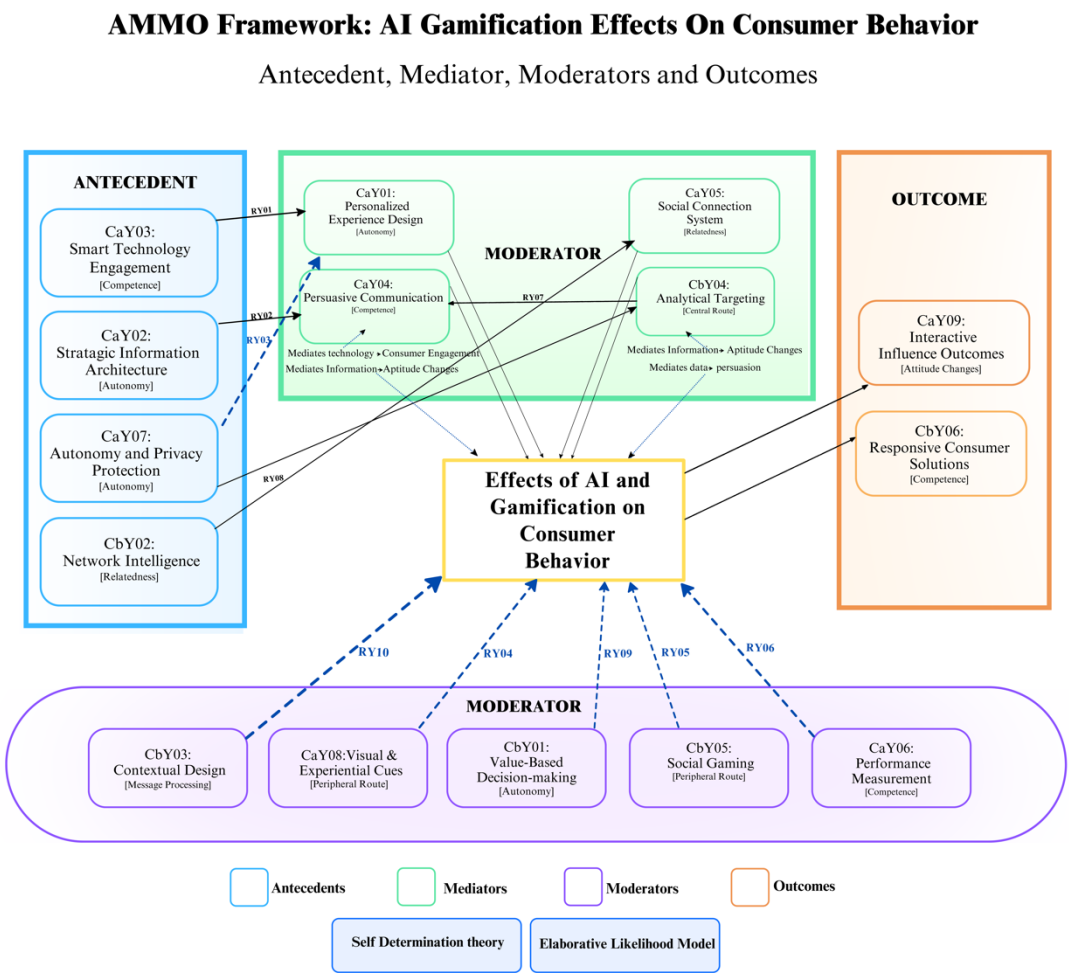 AMMO Framework: AI Gamification Effects On Consumer Behavior
Antecedent, Mediator, Moderators and Outcomes
ANTECEDENT
CaY03:
Smart Technology
Engagement
[Competence]
CaY02:
Stratagic Information
Architecture
[Autonomy]
CaY07:
Autonomy and Privacy
Protection
[Autonomy]
CbY02:
Network Intelligence
[Relatedness]
RY01
RY02
RY03
RY08
CaY01:
Personalized
Experience Design
[Autonomy]
CaY05:
Social Connection
System
[Relatedness]
MODERATOR
CaY04:
Persuasive Communication
[Competence]
RY07
CbY04:
Analytical Targeting
[Central Route]
Mediates technology Consumer Engagement
Mediates Information Aptitude Changes
Mediates Information Aptitude Changes
Mediates data persuasion
OUTCOME
CaY09:
Interactive
Influence Outcomes
[Attitude Changes]
CbY06:
Responsive Consumer
Solutions
[Competence]
Effects of AI and
Gamification on
Consumer
Behavior
RY10
RY04
RY09
RY05
RY06
MODERATOR
CbY03:
Contextual Design
[Message Processing]
CaY08:Visual &
Experiential Cues
[Peripheral Route]
CbY01:
Value-Based
Decision-making
[Autonomy]
CbY05:
Social Gaming
[Peripheral Route]
CaY06:
Performance
Measurement
[Competence]
Antecedents
Mediators
Moderators
Outcomes
Self Determination theory
Elaborative Likelihood Model